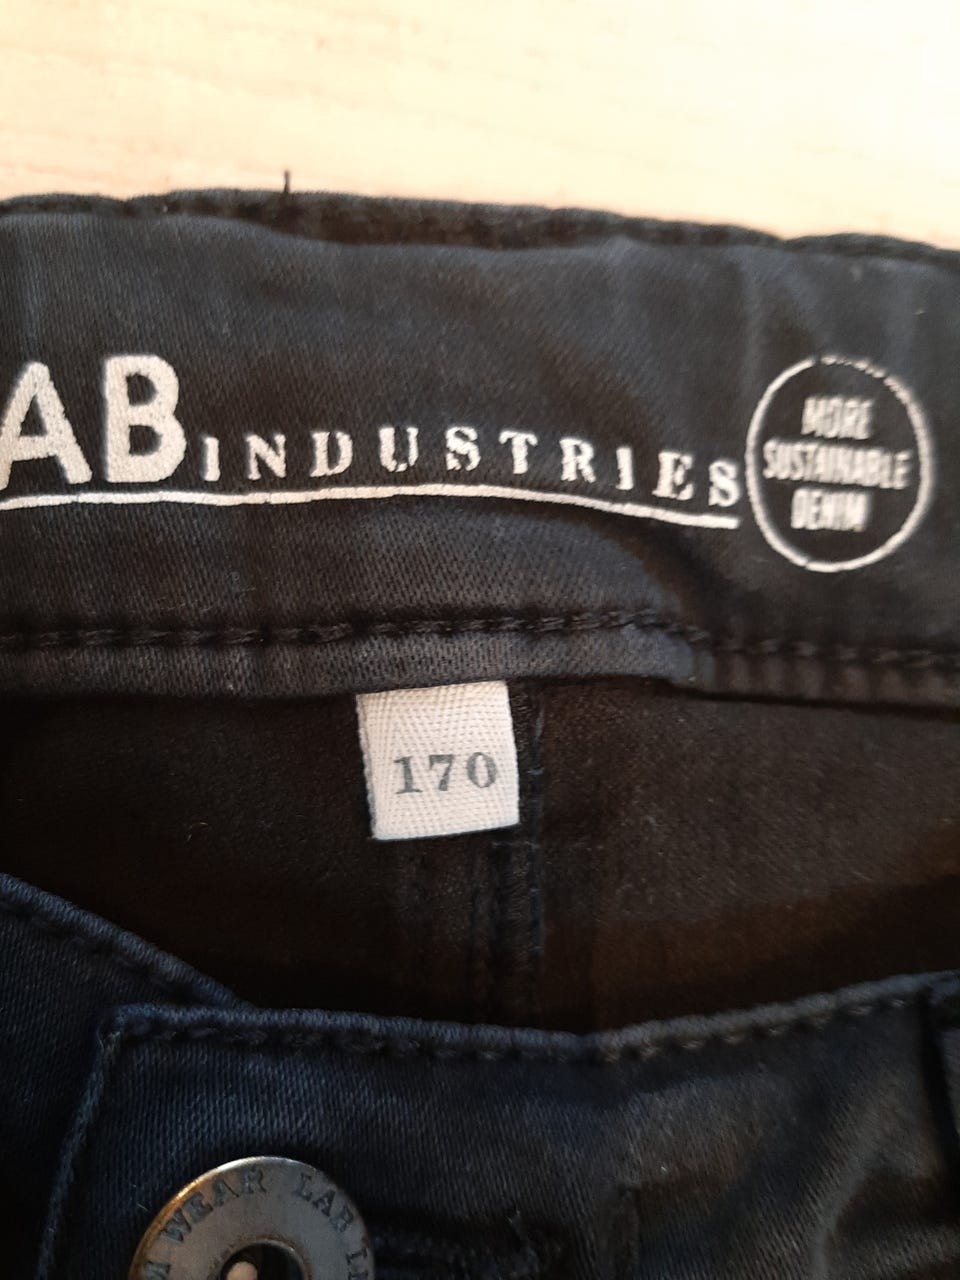 AB INDUSTRIES
MORE
SUSTAINABLE
DENIM
170
M WEAR LAB I